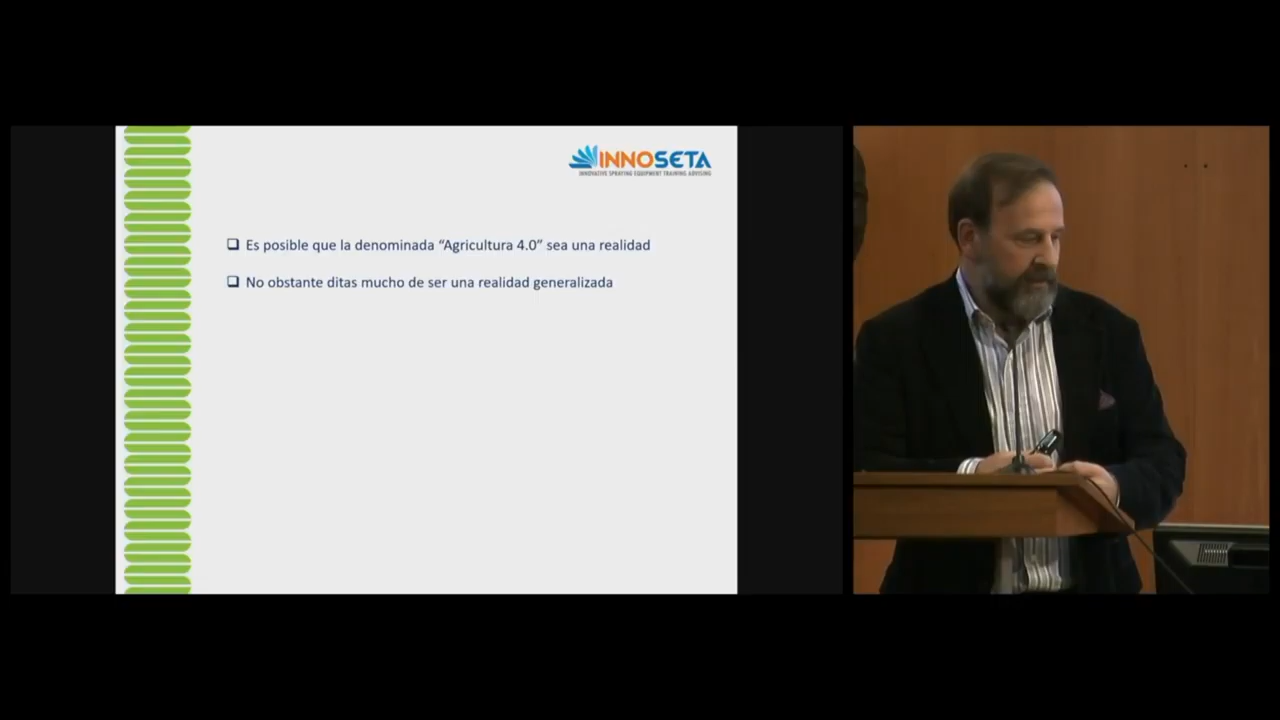 INNOSETA
INNOVATIVE SPRAYING EQUIPMENT TRAINING ADVISING
Es posible que la denominada “Agricultura 4.0” sea una realidad
No obstante ditas mucho de ser una realidad generalizada